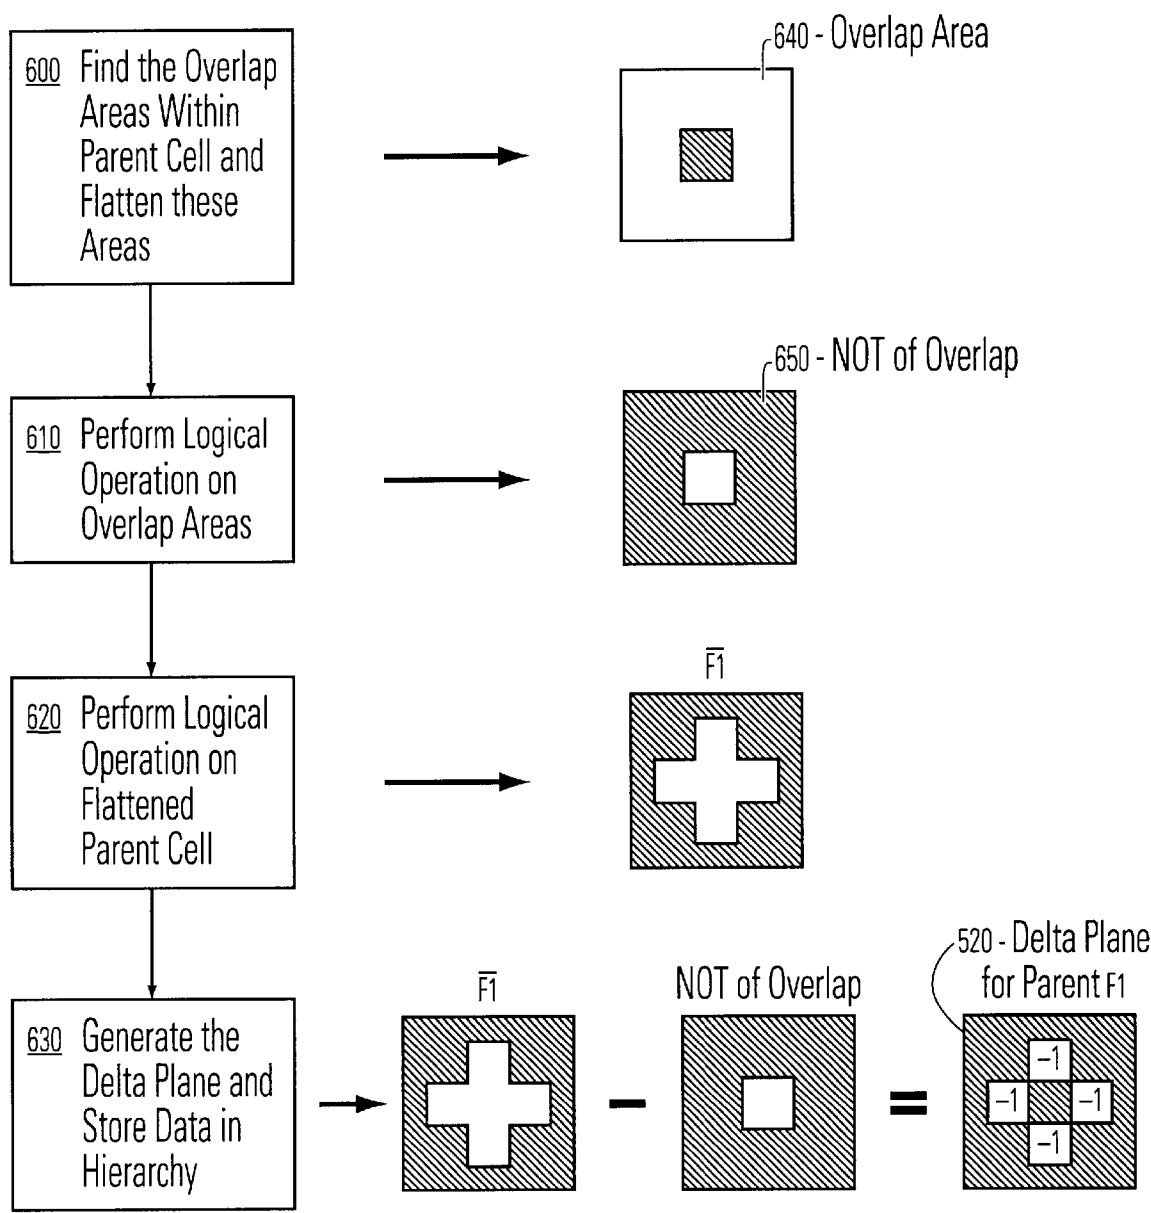 640 - Overlap Area
600 Find the Overlap
Areas Within
Parent Cell and
Flatten these
Areas
650 - NOT of Overlap
610 Perform Logical
Operation on
Overlap Areas
F1̅
620 Perform Logical
Operation on
Flattened
Parent Cell
520 - Delta Plane
for Parent F1
630 Generate the
Delta Plane and
Store Data in
Hierarchy
F1̅
−
NOT of Overlap
=
–1
–1 –1
–1